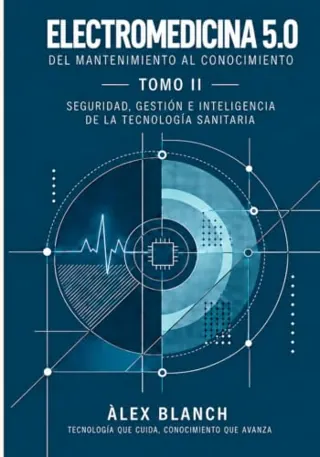 ELECTROMEDICINA 5.0
DEL MANTENIMIENTO AL CONOCIMIENTO
TOMO II
SEGURIDAD, GESTIÓN E INTELIGENCIA
DE LA TECNOLOGÍA SANITARIA
ÀLEX BLANCH
TECNOLOGÍA QUE CUIDA, CONOCIMIENTO QUE AVANZA